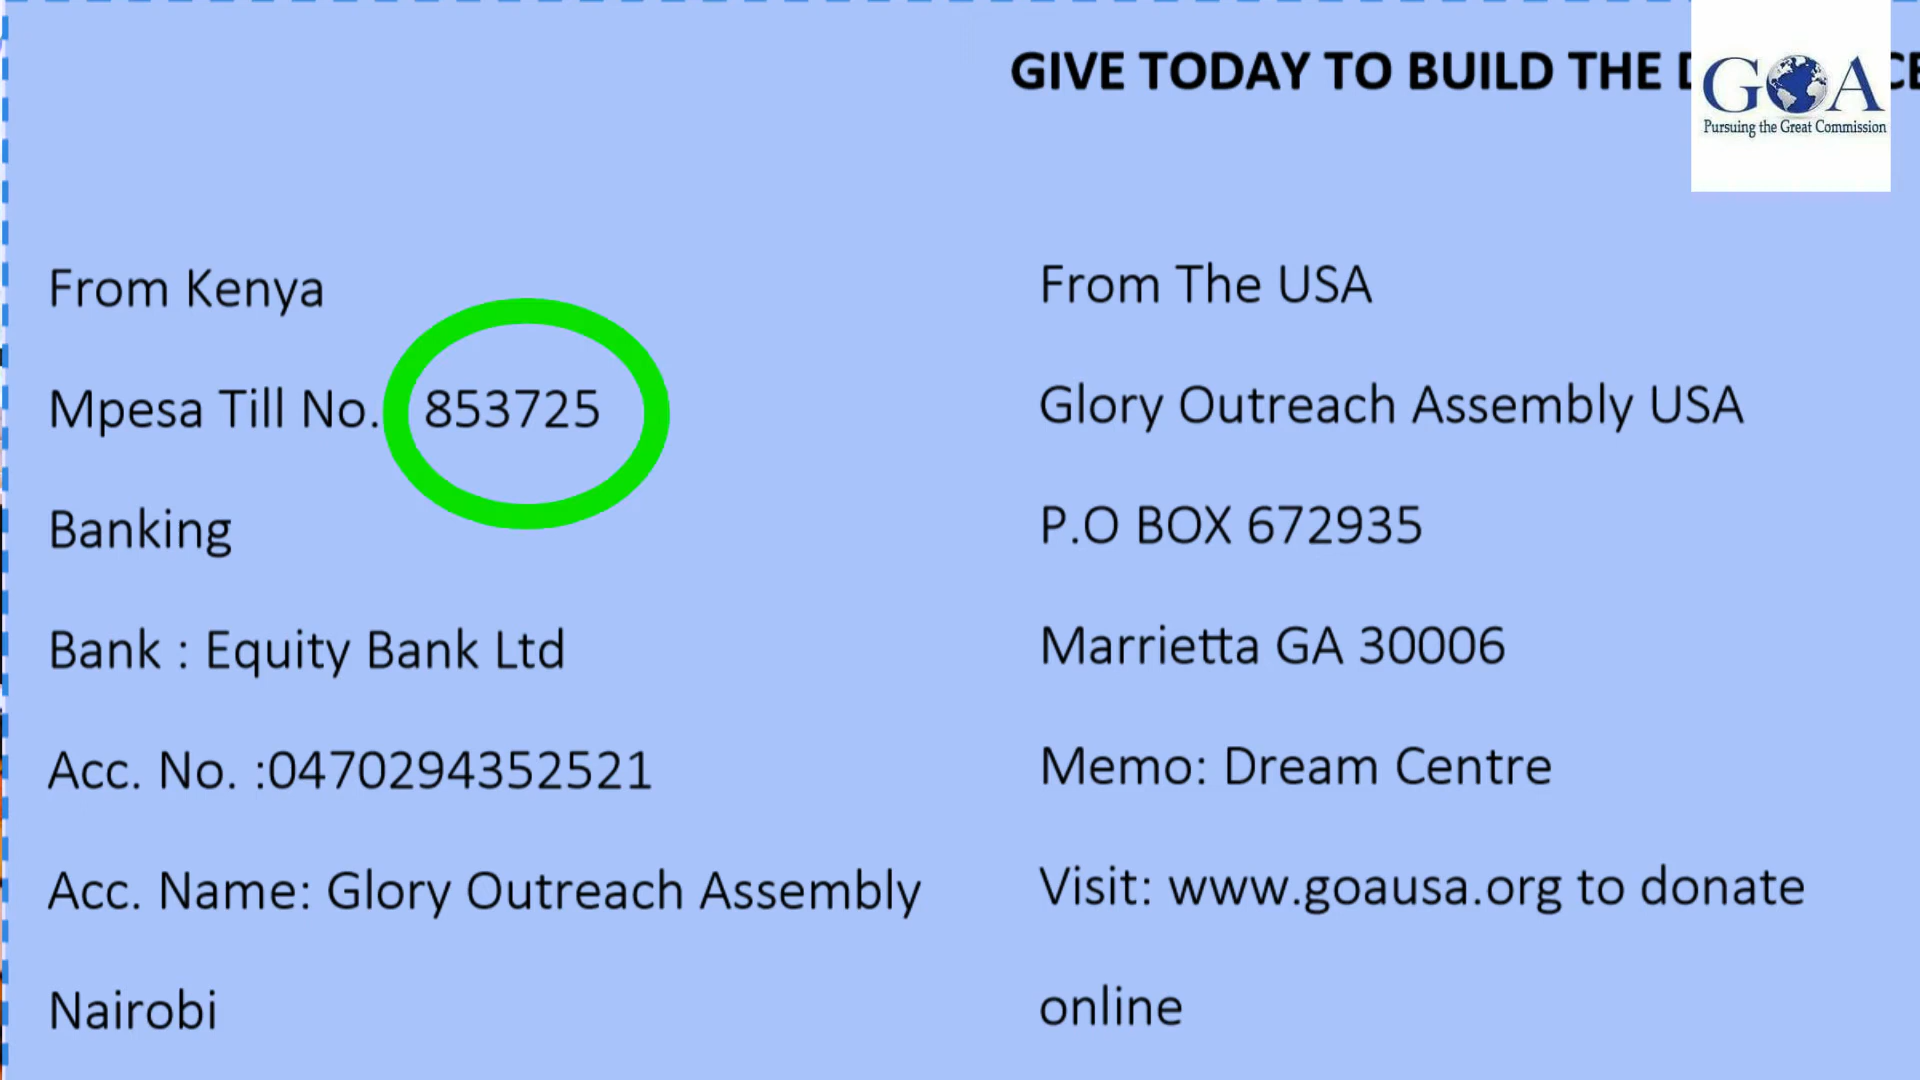 GIVE TODAY TO BUILD THE
GOA
Pursuing the Great Commission
From Kenya
Mpesa Till No. 853725
Banking
Bank : Equity Bank Ltd
Acc. No. :0470294352521
Acc. Name: Glory Outreach Assembly
Nairobi
From The USA
Glory Outreach Assembly USA
P.O BOX 672935
Marrietta GA 30006
Memo: Dream Centre
Visit: www.goausa.org to donate
online